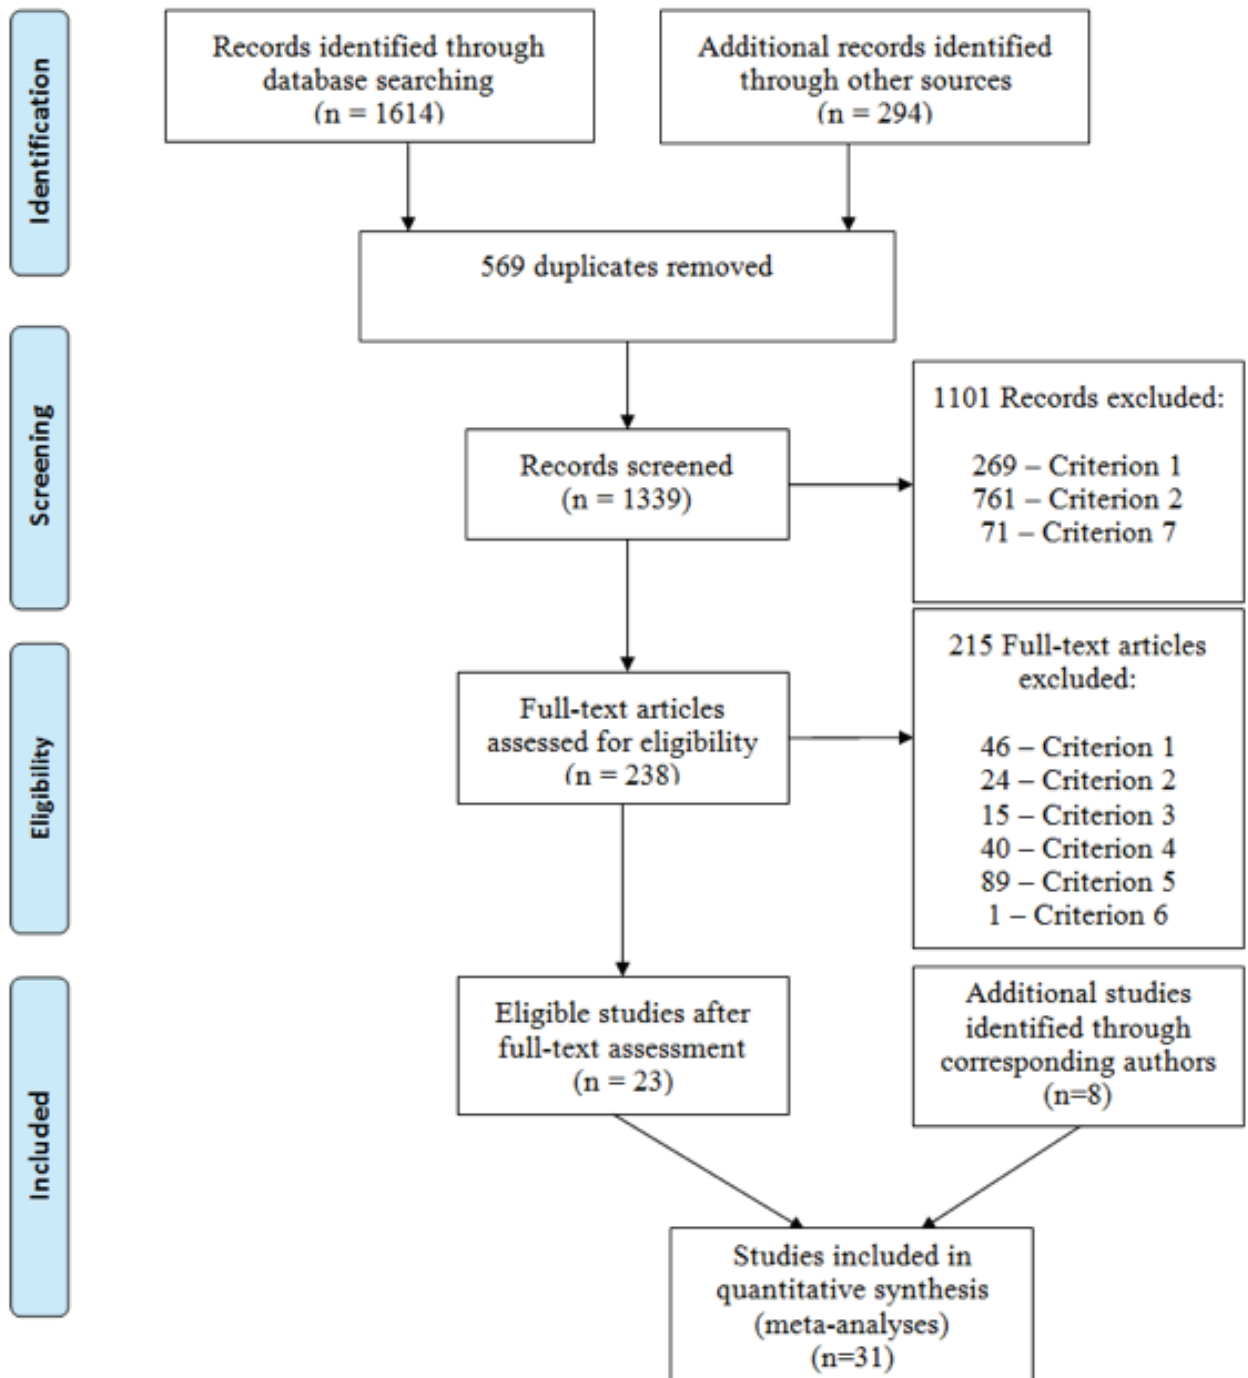 Identification
Records identified through
database searching
(n = 1614)
Additional records identified
through other sources
(n = 294)
569 duplicates removed
Screening
Records screened
(n = 1339)
1101 Records excluded:
269 – Criterion 1
761 – Criterion 2
71 – Criterion 7
Eligibility
Full-text articles
assessed for eligibility
(n = 238)
215 Full-text articles
excluded:
46 – Criterion 1
24 – Criterion 2
15 – Criterion 3
40 – Criterion 4
89 – Criterion 5
1 – Criterion 6
Included
Eligible studies after
full-text assessment
(n = 23)
Additional studies
identified through
corresponding authors
(n=8)
Studies included in
quantitative synthesis
(meta-analyses)
(n=31)